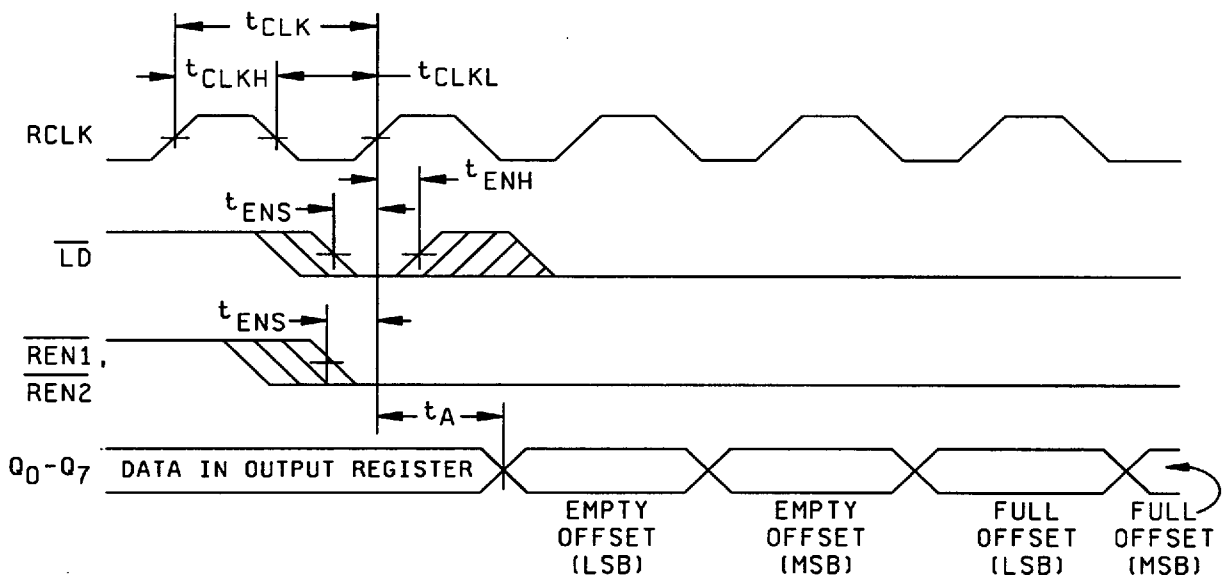 tCLK
tCLKH
tCLKL
RCLK
tENH
tENS
LD
tENS
REN1,
REN2
tA
Q0-Q7
DATA IN OUTPUT REGISTER
EMPTY
OFFSET
(LSB)
EMPTY
OFFSET
(MSB)
FULL
OFFSET
(LSB)
FULL
OFFSET
(MSB)